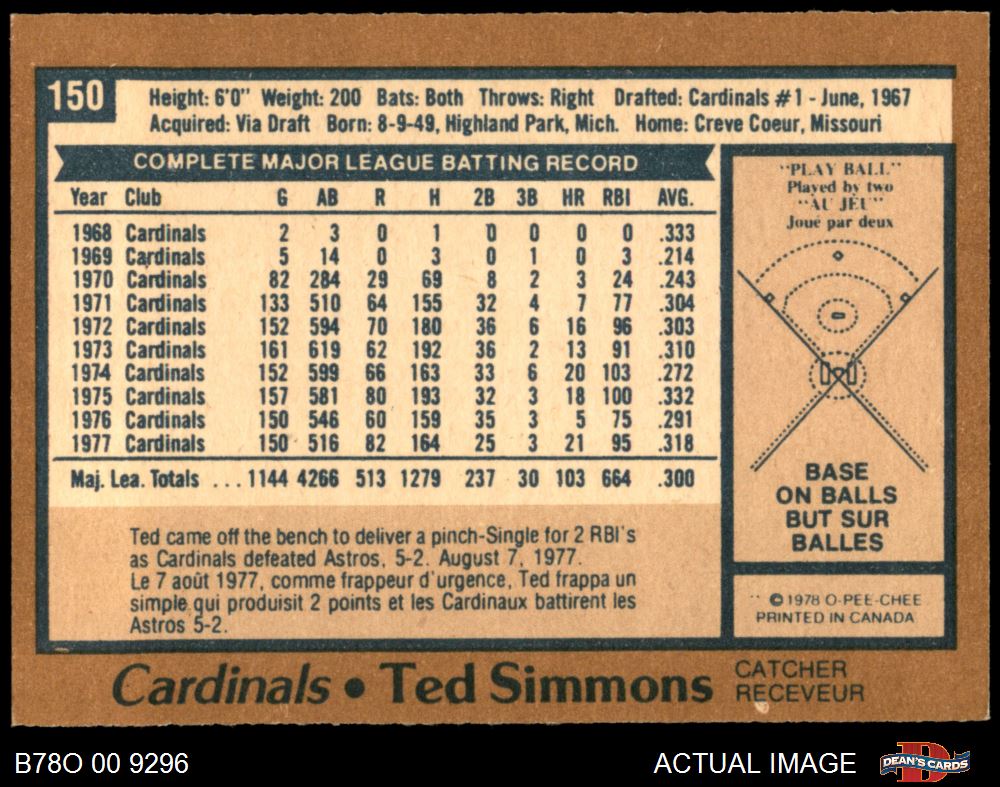 150
Height: 6'0" Weight: 200 Bats: Both Throws: Right Drafted: Cardinals #1 - June, 1967
Acquired: Via Draft Born: 8-9-49, Highland Park, Mich. Home: Creve Coeur, Missouri
COMPLETE MAJOR LEAGUE BATTING RECORD
Year Club G AB R H 2B 3B HR RBI AVG.
1968 Cardinals 2 3 0 1 0 0 0 0 .333
1969 Cardinals 5 14 0 3 0 1 0 3 .214
1970 Cardinals 82 284 29 69 8 2 3 24 .243
1971 Cardinals 133 510 64 155 32 4 7 77 .304
1972 Cardinals 152 594 70 180 36 6 16 96 .303
1973 Cardinals 161 619 62 192 36 2 13 91 .310
1974 Cardinals 152 599 66 163 33 6 20 103 .272
1975 Cardinals 157 581 80 193 32 3 18 100 .332
1976 Cardinals 150 546 60 159 35 3 5 75 .291
1977 Cardinals 150 516 82 164 25 3 21 95 .318
Maj. Lea. Totals ... 1144 4266 513 1279 237 30 103 664 .300
Ted came off the bench to deliver a pinch-Single for 2 RBI's
as Cardinals defeated Astros, 5-2. August 7, 1977.
Le 7 août 1977, comme frappeur d'urgence, Ted frappa un
simple qui produisit 2 points et les Cardinaux battirent les
Astros 5-2.
"PLAY BALL"
Played by two
"AU JEU"
Joué par deux
BASE
ON BALLS
BUT SUR
BALLES
© 1978 O-PEE-CHEE
PRINTED IN CANADA
Cardinals • Ted Simmons
CATCHER
RECEVEUR
B78O 00 9296
ACTUAL IMAGE
DEAN'S CARDS